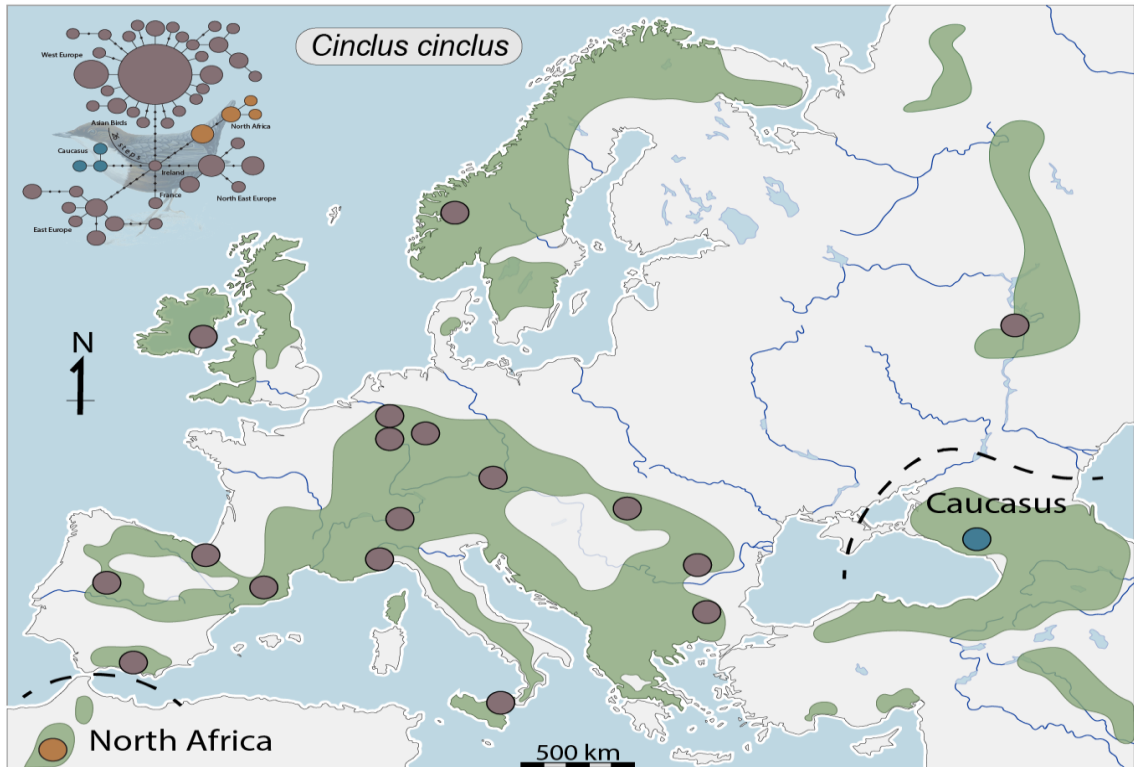 Cinclus cinclus
West Europe
Asian Birds
North Africa
Caucasus
Ireland
France
North East Europe
East Europe
N
Caucasus
North Africa
500 km